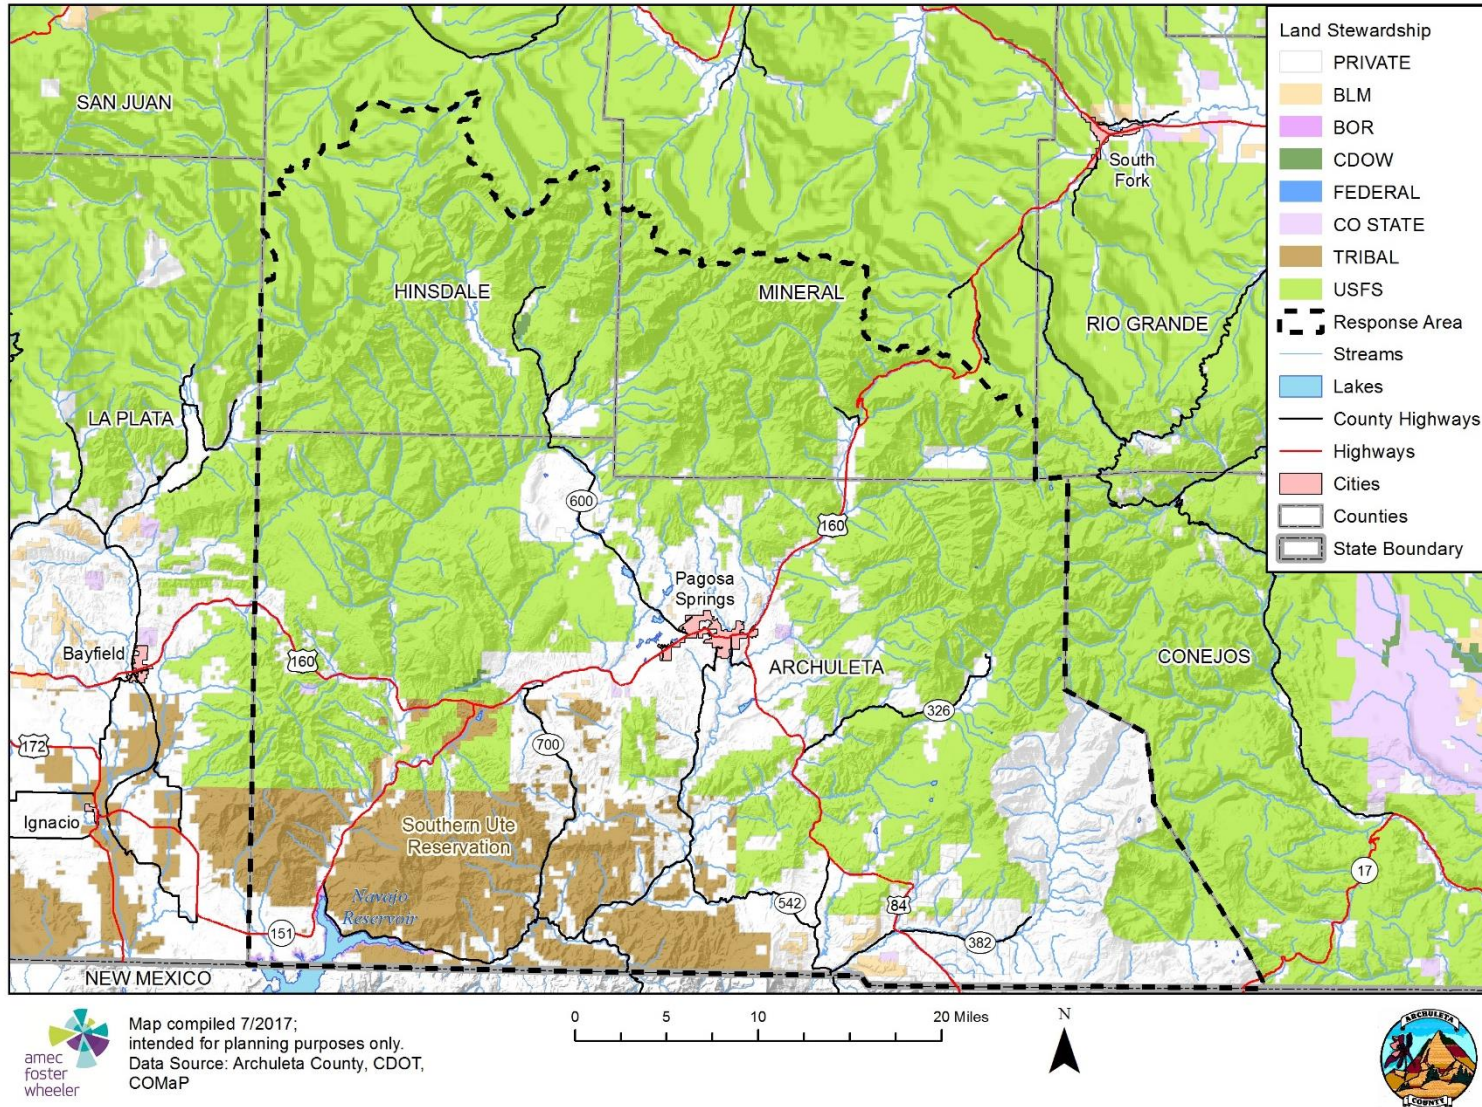 Land Stewardship
PRIVATE
BLM
BOR
CDOW
FEDERAL
CO STATE
TRIBAL
USFS
Response Area
Streams
Lakes
County Highways
Highways
Cities
Counties
State Boundary
SAN JUAN
South
Fork
HINSDALE
MINERAL
RIO GRANDE
LA PLATA
600
160
Pagosa
Springs
Bayfield
160
ARCHULETA
CONEJOS
326
700
172
Ignacio
Southern Ute
Reservation
17
Navajo
Reservoir
542
84
151
382
NEW MEXICO
amec
foster
wheeler
Map compiled 7/2017;
intended for planning purposes only.
Data Source: Archuleta County, CDOT,
COMaP
0 5 10 20 Miles
N
ARCHULETA
COUNTY